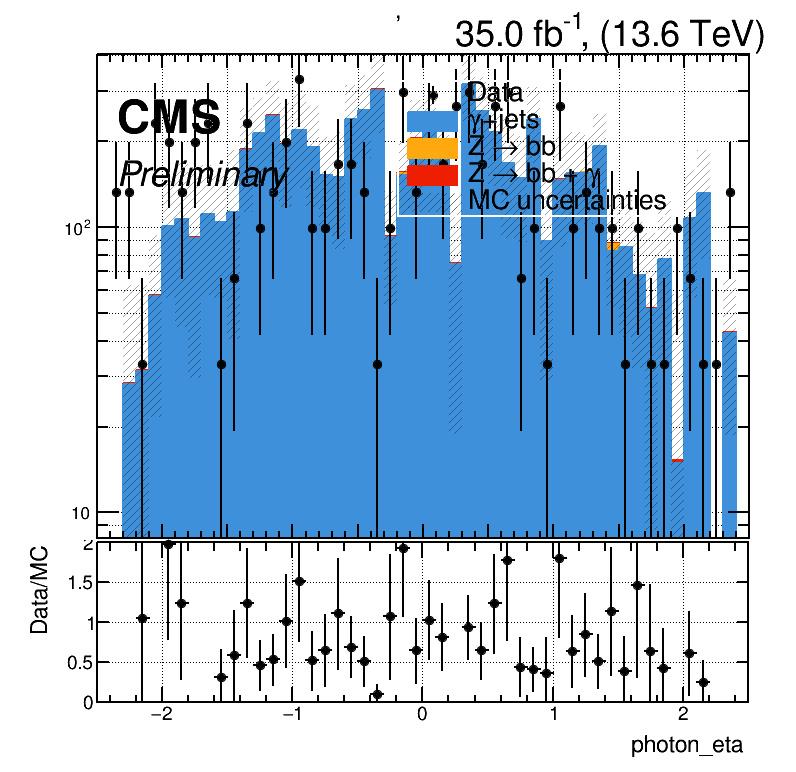 ,
35.0 fb-1, (13.6 TeV)
CMS
Preliminary
Data
γ+jets
Z → bb
Z → bb + γ
MC uncertainties
10²
10
Data/MC
2
1.5
1
0.5
0
−2 −1 0 1 2
photon_eta